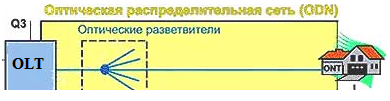 Оптическая распределительная сеть (ODN)
Q3
Оптические разветвители
OLT
ONT